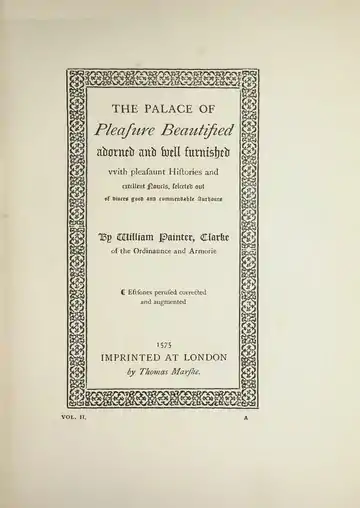 THE PALACE OF
Pleaſure Beautified
adorned and well furniſhed
vvith pleaſaunt Hiſtories and
excellent Nouels, ſelected out
of diuers good and commendable Authours
By William Painter, Clarke
of the Ordinaunce and Armorie
☾ Eftſones peruſed corrected
and augmented
1575
IMPRINTED AT LONDON
by Thomas Marſhe.
VOL. II. A